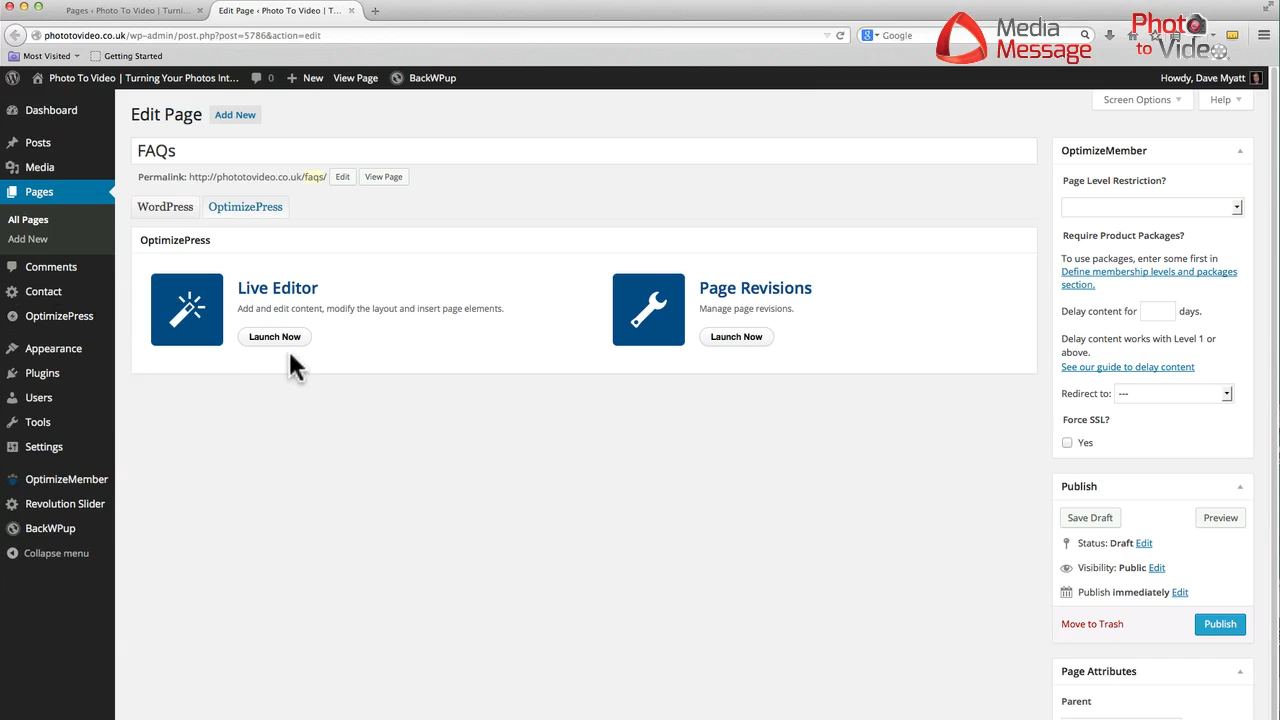 Pages ‹ Photo To Video | Turni...
Edit Page ‹ Photo To Video | T...
phototovideo.co.uk/wp-admin/post.php?post=5786&action=edit
Google
Media
Message
Photo
to Video
Most Visited
Getting Started
Photo To Video | Turning Your Photos Int...
0
New
View Page
BackWPup
Howdy, Dave Myatt
Screen Options
Help
Dashboard
Posts
Media
Pages
All Pages
Add New
Comments
Contact
OptimizePress
Appearance
Plugins
Users
Tools
Settings
OptimizeMember
Revolution Slider
BackWPup
Collapse menu
Edit Page
Add New
FAQs
Permalink: http://phototovideo.co.uk/faqs/
Edit
View Page
WordPress
OptimizePress
OptimizePress
Live Editor
Add and edit content, modify the layout and insert page elements.
Launch Now
Page Revisions
Manage page revisions.
Launch Now
OptimizeMember
Page Level Restriction?
Require Product Packages?
To use packages, enter some first in
Define membership levels and packages
section.
Delay content for
days.
Delay content works with Level 1 or
above.
See our guide to delay content
Redirect to:
---
Force SSL?
Yes
Publish
Save Draft
Preview
Status: Draft Edit
Visibility: Public Edit
Publish immediately Edit
Move to Trash
Publish
Page Attributes
Parent